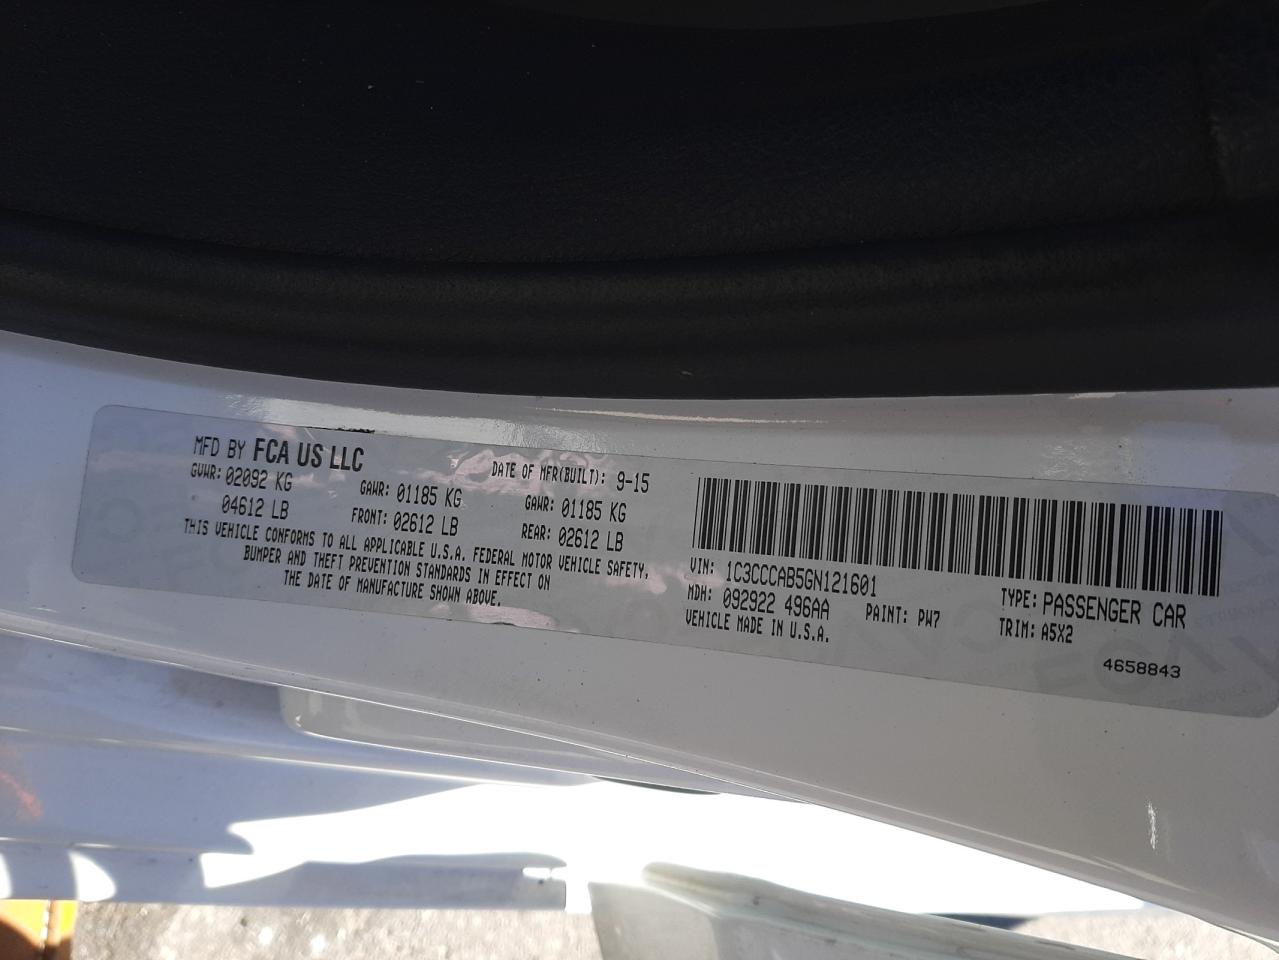 MFD BY FCA US LLC
DATE OF MFR(BUILT): 9-15
GVWR: 02092 KG
GAWR: 01185 KG
GAWR: 01185 KG
04612 LB
FRONT: 02612 LB
REAR: 02612 LB
THIS VEHICLE CONFORMS TO ALL APPLICABLE U.S.A. FEDERAL MOTOR VEHICLE SAFETY,
BUMPER AND THEFT PREVENTION STANDARDS IN EFFECT ON
THE DATE OF MANUFACTURE SHOWN ABOVE.
VIN: 1C3CCCAB5GN121601
TYPE: PASSENGER CAR
MDH: 092922 496AA
PAINT: PW7
TRIM: A5X2
VEHICLE MADE IN U.S.A.
4658843